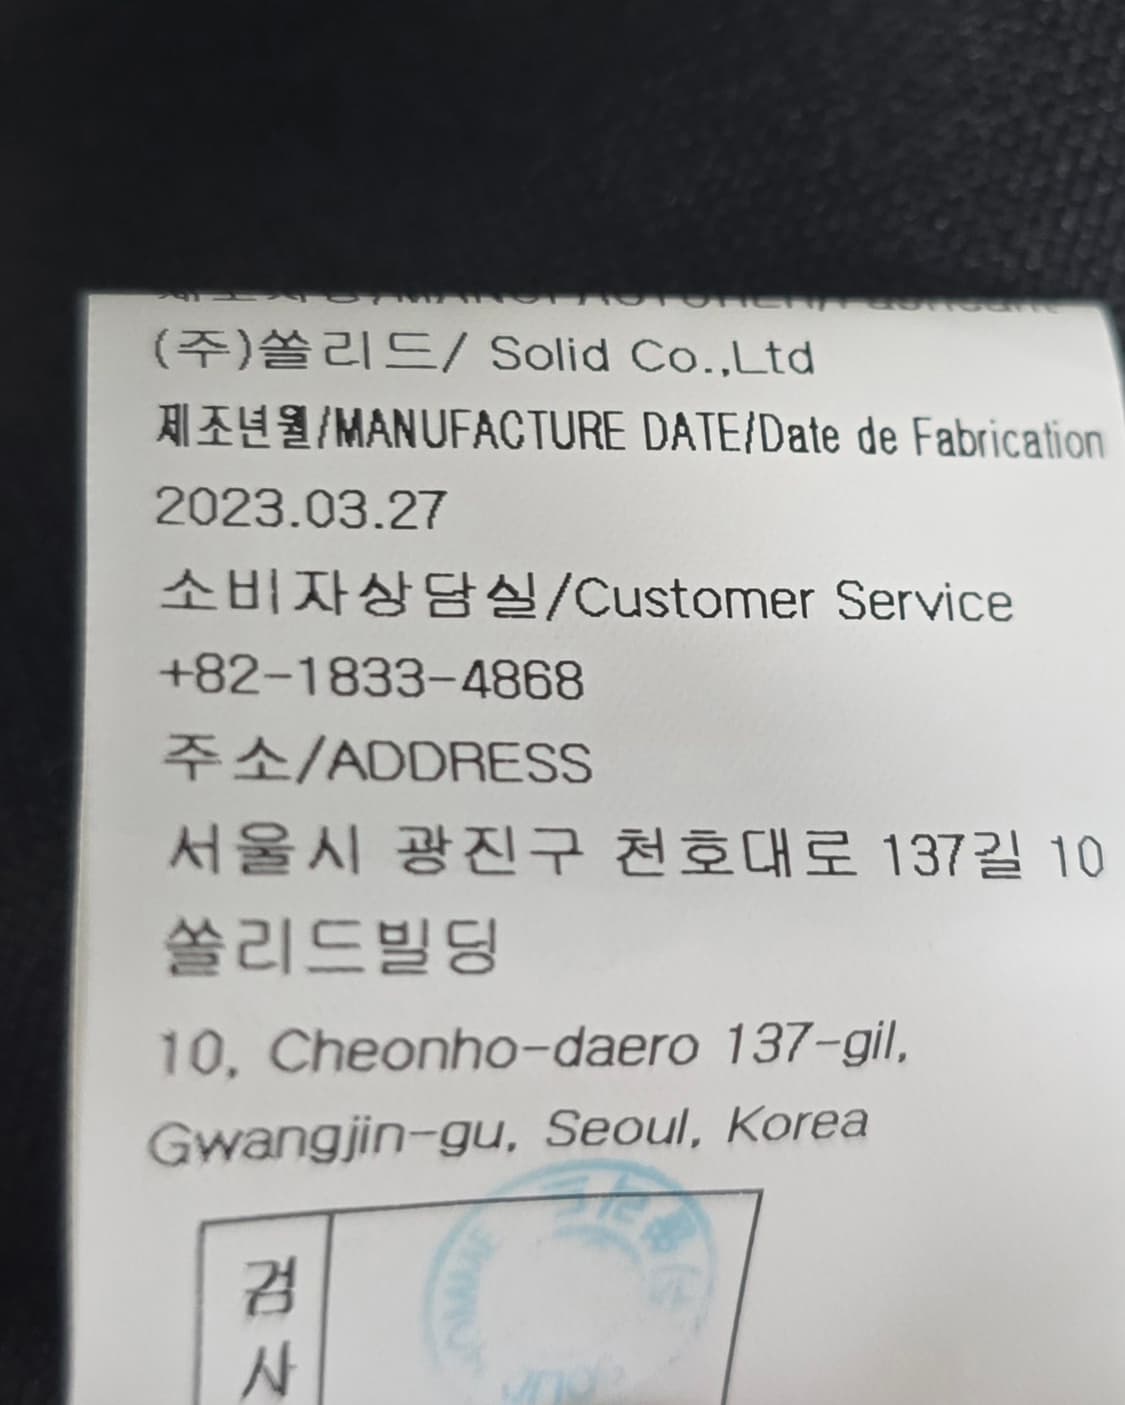 (주)쏠리드/ Solid Co.,Ltd
제조년월/MANUFACTURE DATE/Date de Fabrication
2023.03.27
소비자상담실/Customer Service
+82-1833-4868
주소/ADDRESS
서울시 광진구 천호대로 137길 10
쏠리드빌딩
10, Cheonho-daero 137-gil,
Gwangjin-gu, Seoul, Korea
검
사